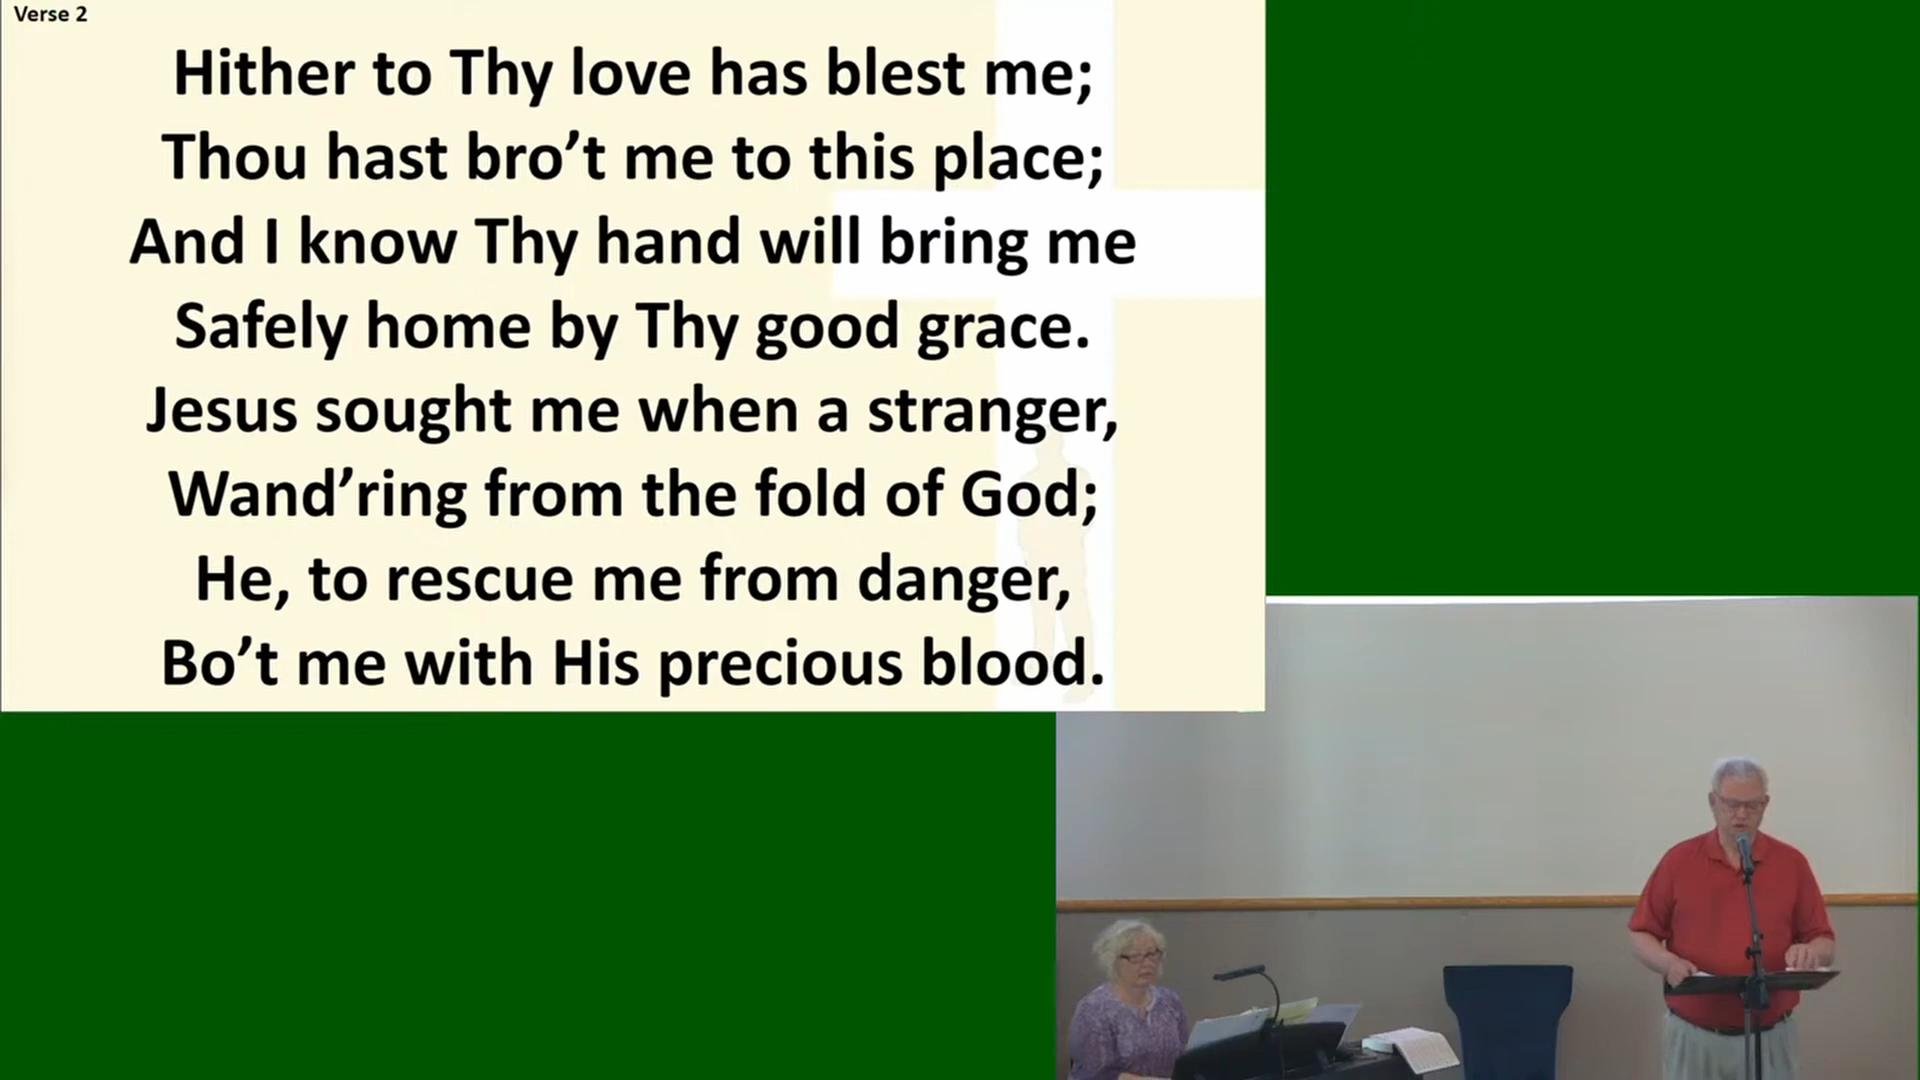 Verse 2
Hither to Thy love has blest me;
Thou hast bro’t me to this place;
And I know Thy hand will bring me
Safely home by Thy good grace.
Jesus sought me when a stranger,
Wand’ring from the fold of God;
He, to rescue me from danger,
Bo’t me with His precious blood.